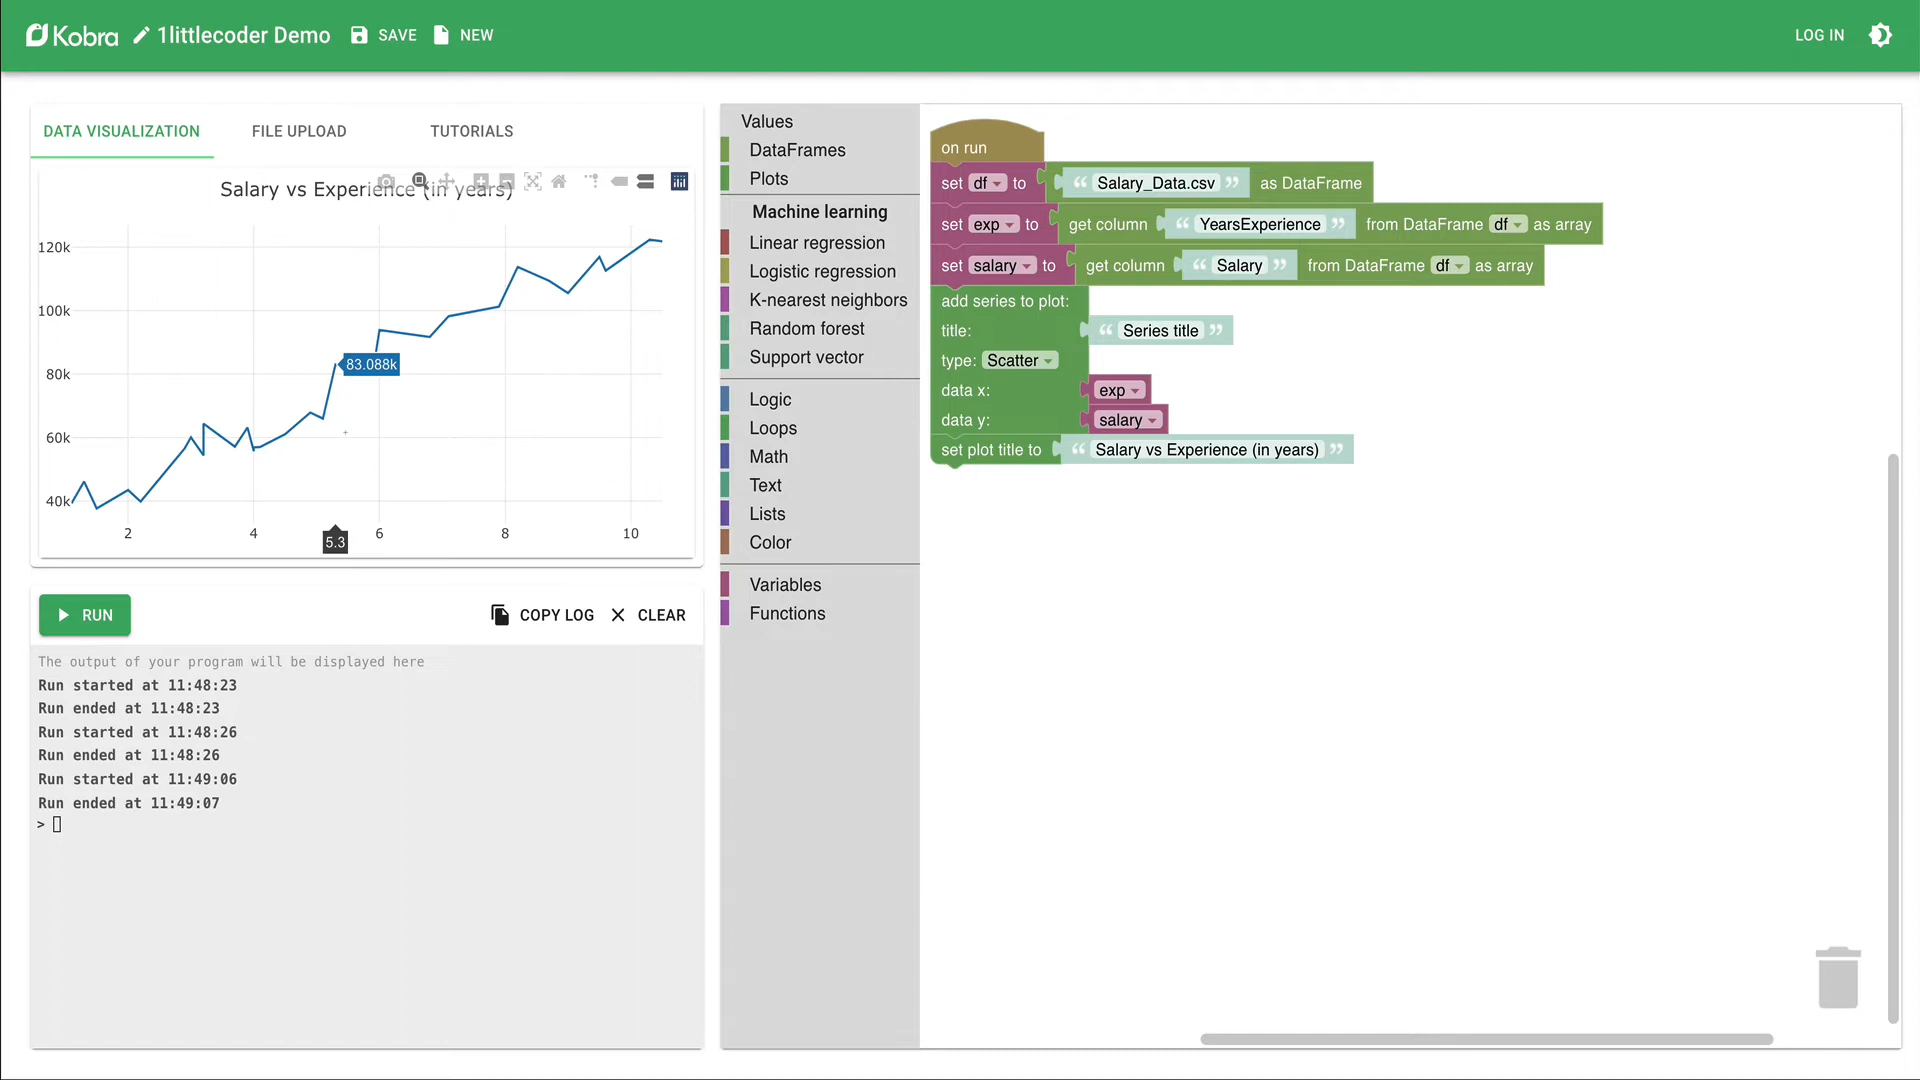 Kobra 1littlecoder Demo SAVE NEW LOG IN
DATA VISUALIZATION FILE UPLOAD TUTORIALS
Salary vs Experience (in years)
120k
100k
80k
60k
40k
83.088k
2 4 6 8 10
5.3
RUN COPY LOG CLEAR
The output of your program will be displayed here
Run started at 11:48:23
Run ended at 11:48:23
Run started at 11:48:26
Run ended at 11:48:26
Run started at 11:49:06
Run ended at 11:49:07
>
Values
DataFrames
Plots
Machine learning
Linear regression
Logistic regression
K-nearest neighbors
Random forest
Support vector
Logic
Loops
Math
Text
Lists
Color
Variables
Functions
on run
set df to “ Salary_Data.csv ” as DataFrame
set exp to get column “ YearsExperience ” from DataFrame df as array
set salary to get column “ Salary ” from DataFrame df as array
add series to plot:
title: “ Series title ”
type: Scatter
data x: exp
data y: salary
set plot title to “ Salary vs Experience (in years) ”